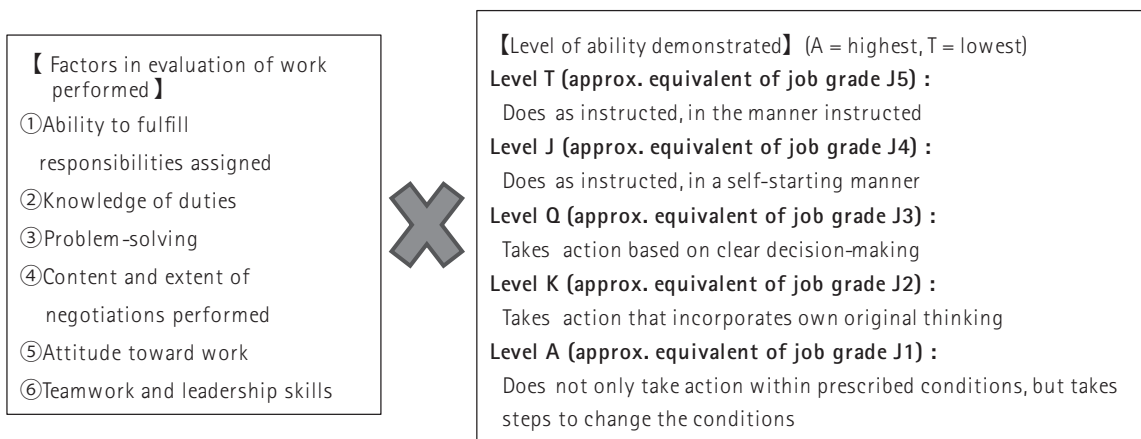 【 Factors in evaluation of work
performed】
①Ability to fulfill
responsibilities assigned
②Knowledge of duties
③Problem-solving
④Content and extent of
negotiations performed
⑤Attitude toward work
⑥Teamwork and leadership skills
【Level of ability demonstrated】 (A = highest, T = lowest)
Level T (approx. equivalent of job grade J5) :
Does as instructed, in the manner instructed
Level J (approx. equivalent of job grade J4) :
Does as instructed, in a self-starting manner
Level Q (approx. equivalent of job grade J3) :
Takes action based on clear decision-making
Level K (approx. equivalent of job grade J2) :
Takes action that incorporates own original thinking
Level A (approx. equivalent of job grade J1) :
Does not only take action within prescribed conditions, but takes
steps to change the conditions